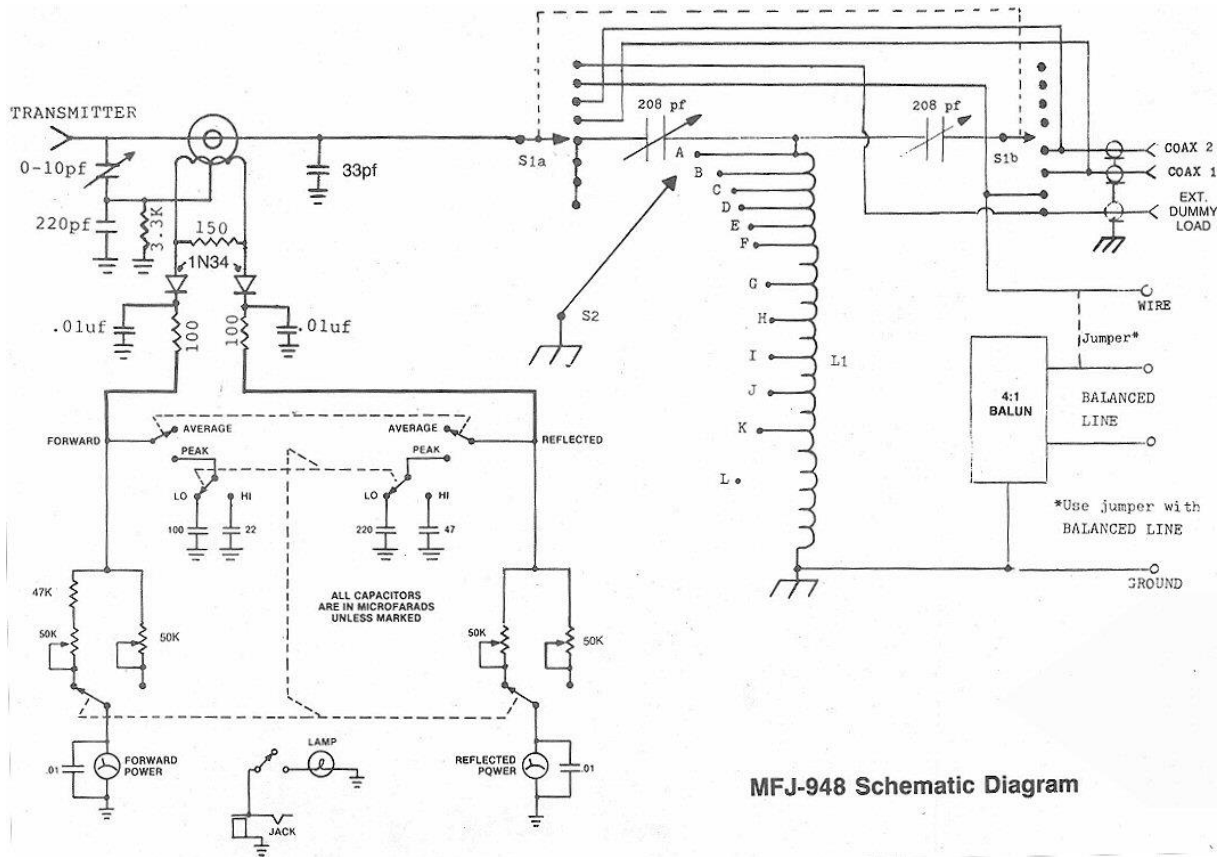 TRANSMITTER
0-10pf
220pf
3.3K
150
1N34
.01uf
100
100
.01uf
33pf
S1a
208 pf
208 pf
S1b
COAX 2
COAX 1
EXT.
DUMMY
LOAD
A
B
C
D
E
F
G
H
I
J
K
L
L1
S2
WIRE
Jumper*
4:1
BALUN
BALANCED
LINE
*Use jumper with
BALANCED LINE
GROUND
FORWARD
AVERAGE
PEAK
LO
HI
100
22
AVERAGE
REFLECTED
PEAK
LO
HI
220
47
47K
50K
50K
ALL CAPACITORS
ARE IN MICROFARADS
UNLESS MARKED
50K
50K
.01
FORWARD
POWER
LAMP
JACK
REFLECTED
POWER
.01
MFJ-948 Schematic Diagram